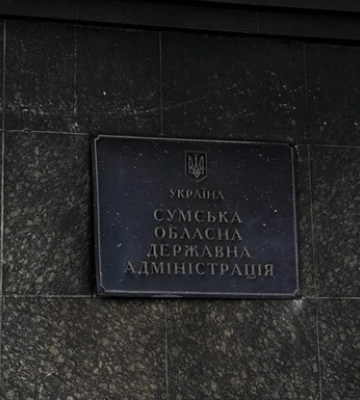 УКРАЇНА
СУМСЬКА
ОБЛАСНА
ДЕРЖАВНА
АДМІНІСТРАЦІЯ